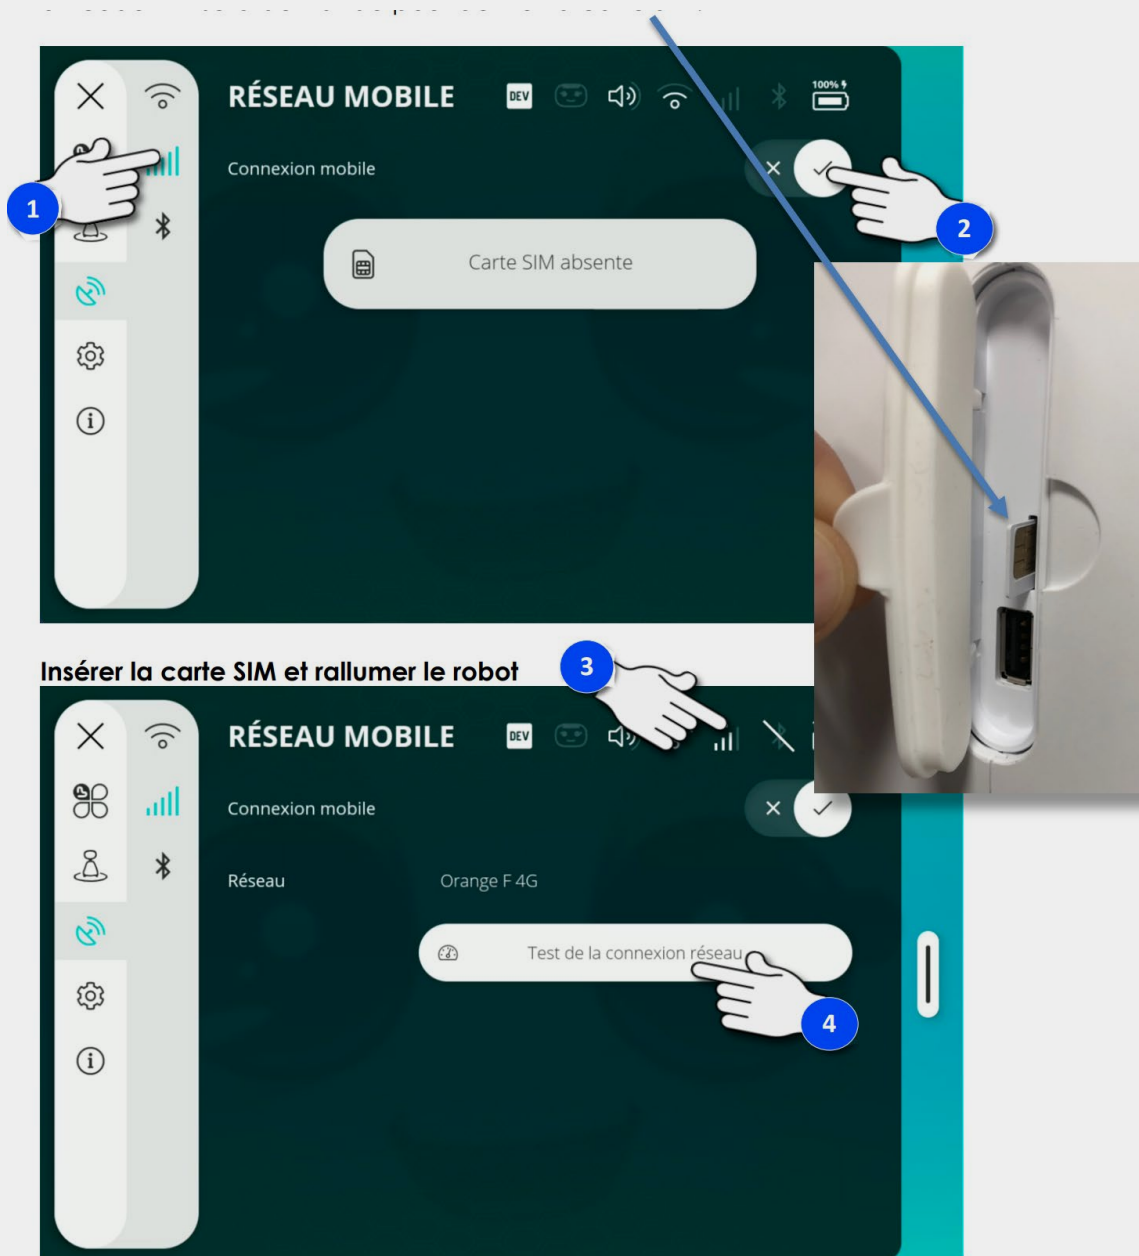 RÉSEAU MOBILE
DEV
100%
1
Connexion mobile
2
Carte SIM absente
Insérer la carte SIM et rallumer le robot
3
RÉSEAU MOBILE
DEV
Connexion mobile
Réseau
Orange F 4G
Test de la connexion réseau
4